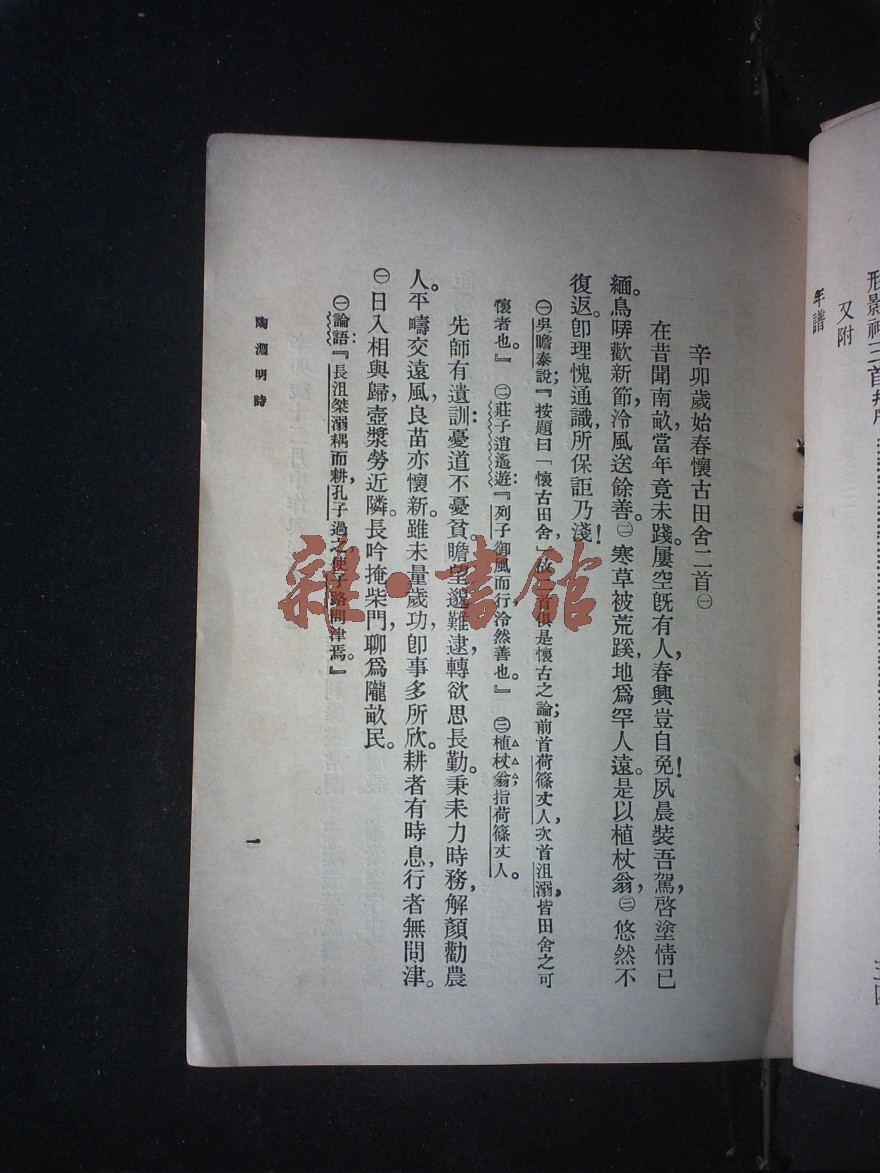 形影神三首
又附
年譜
三四
辛卯歲始春懷古田舍二首㊀
在昔聞南畝，當年竟未踐。屢空旣有人，春興豈自免！夙晨裝吾駕，啓塗情已
緬。鳥哢歡新節，泠風送餘善。㊁寒草被荒蹊，地爲罕人遠。是以植杖翁，㊂悠然不
復返。卽理愧通識，所保詎乃淺！
㊀吳瞻泰說：『按題曰「懷古田舍」，故二首俱是懷古之論；前首荷篠丈人，次首沮溺，皆田舍之可
懷者也。』 ㊁莊子逍遙遊：『列子御風而行，泠然善也。』 ㊂植杖翁；指荷篠丈人。
先師有遺訓：憂道不憂貧。瞻望邈難逮，轉欲思長勤。秉耒力時務，解顏勸農
人。平疇交遠風，良苗亦懷新。雖未量歲功，卽事多所欣。耕者有時息，行者無問津。
㊀日入相與歸，壺漿勞近隣。長吟掩柴門，聊爲隴畝民。
㊀論語：『長沮桀溺耦而耕，孔子過之，使子路問津焉。』
陶淵明詩
一
雜·書館